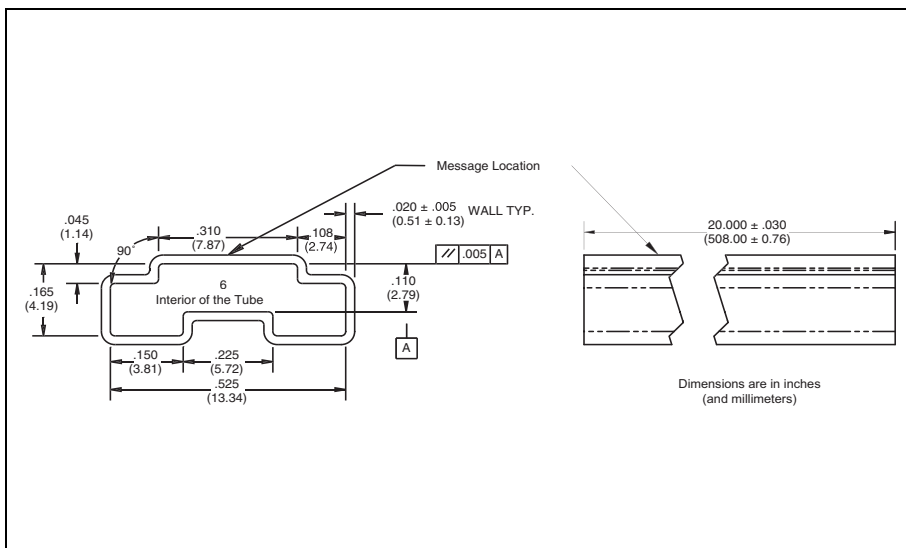 Message Location
.020 ± .005 WALL TYP.
(0.51 ± 0.13)
.045
(1.14)
.310
(7.87)
.108
(2.74)
90°
// .005 A
20.000 ± .030
(508.00 ± 0.76)
.165
(4.19)
6
Interior of the Tube
.110
(2.79)
A
.150
(3.81)
.225
(5.72)
.525
(13.34)
Dimensions are in inches
(and millimeters)